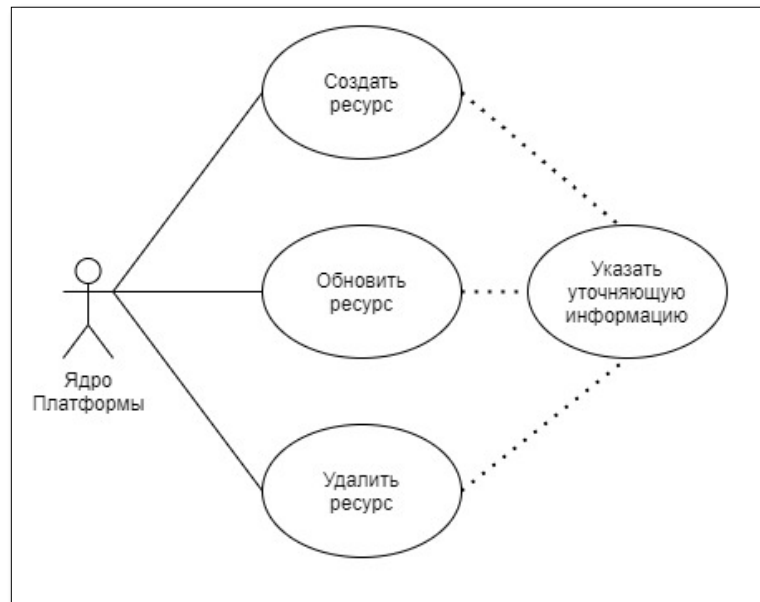 Создать
ресурс
Обновить
ресурс
Указать
уточняющую
информацию
Ядро
Платформы
Удалить
ресурс